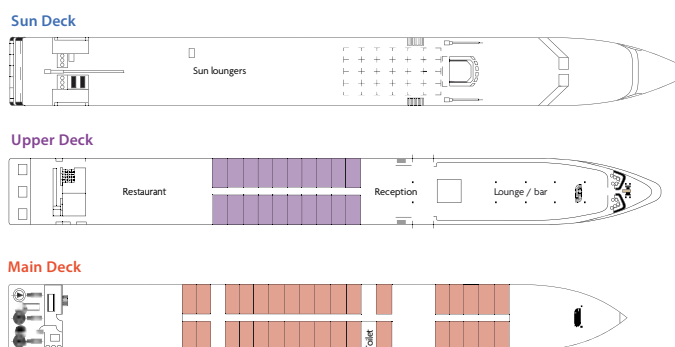 Sun Deck
Sun loungers
Upper Deck
Restaurant
Reception
Lounge / bar
Main Deck
Toilet